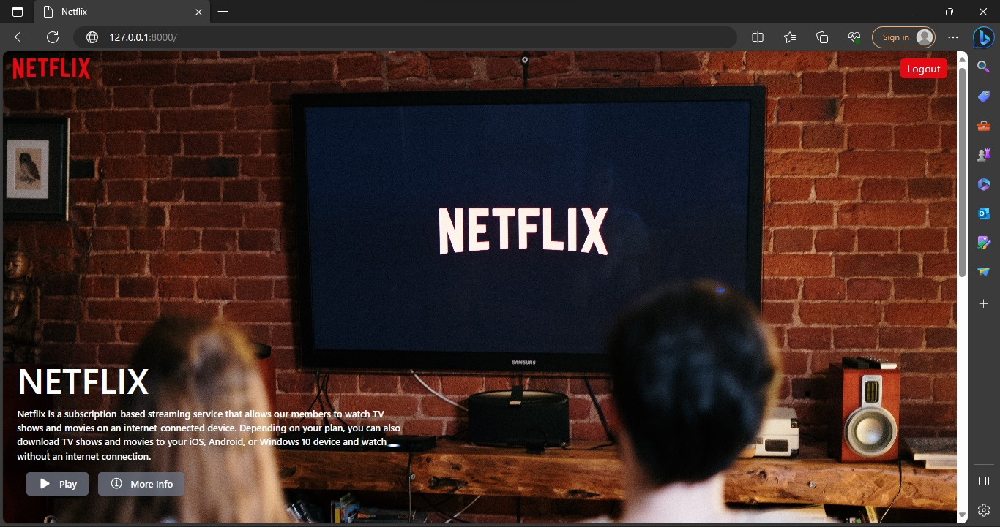 Netflix
127.0.0.1:8000/
Sign in
NETFLIX
Logout
NETFLIX
SAMSUNG
NETFLIX
Netflix is a subscription-based streaming service that allows our members to watch TV
shows and movies on an internet-connected device. Depending on your plan, you can also
download TV shows and movies to your iOS, Android, or Windows 10 device and watch
without an internet connection.
Play
More Info